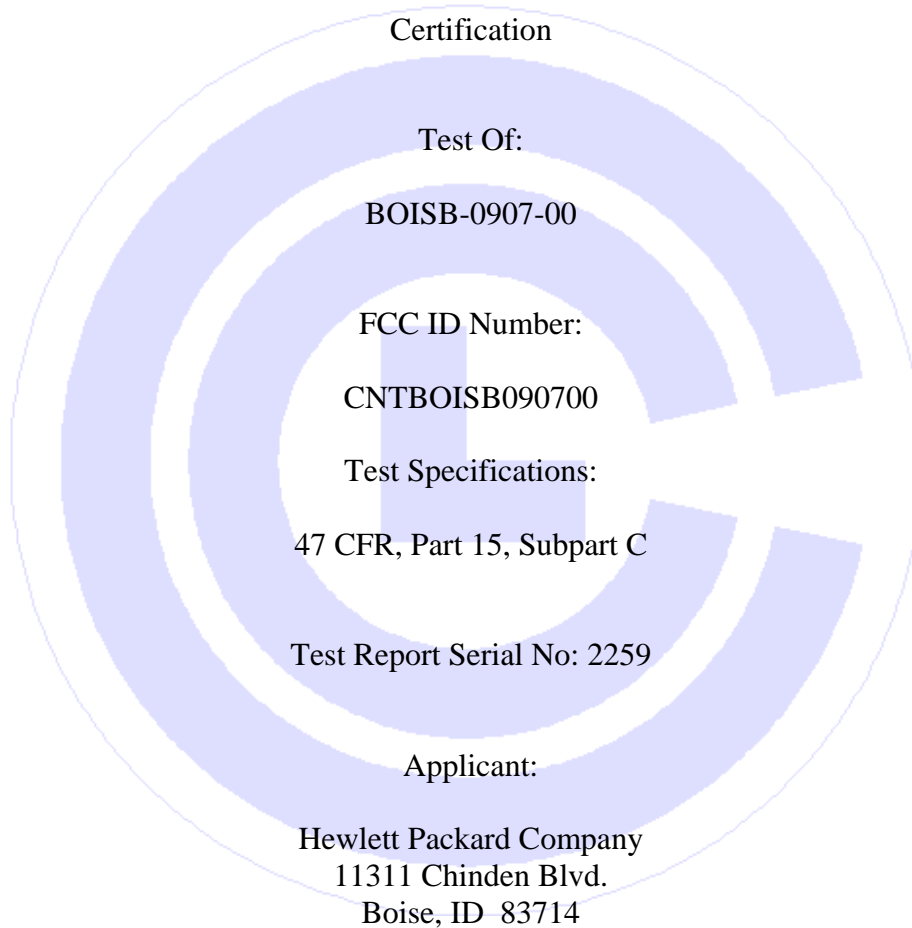 Certification
Test Of:
BOISB-0907-00
FCC ID Number:
CNTBOISB090700
Test Specifications:
47 CFR, Part 15, Subpart C
Test Report Serial No: 2259
Applicant:
Hewlett Packard Company
11311 Chinden Blvd.
Boise, ID  83714